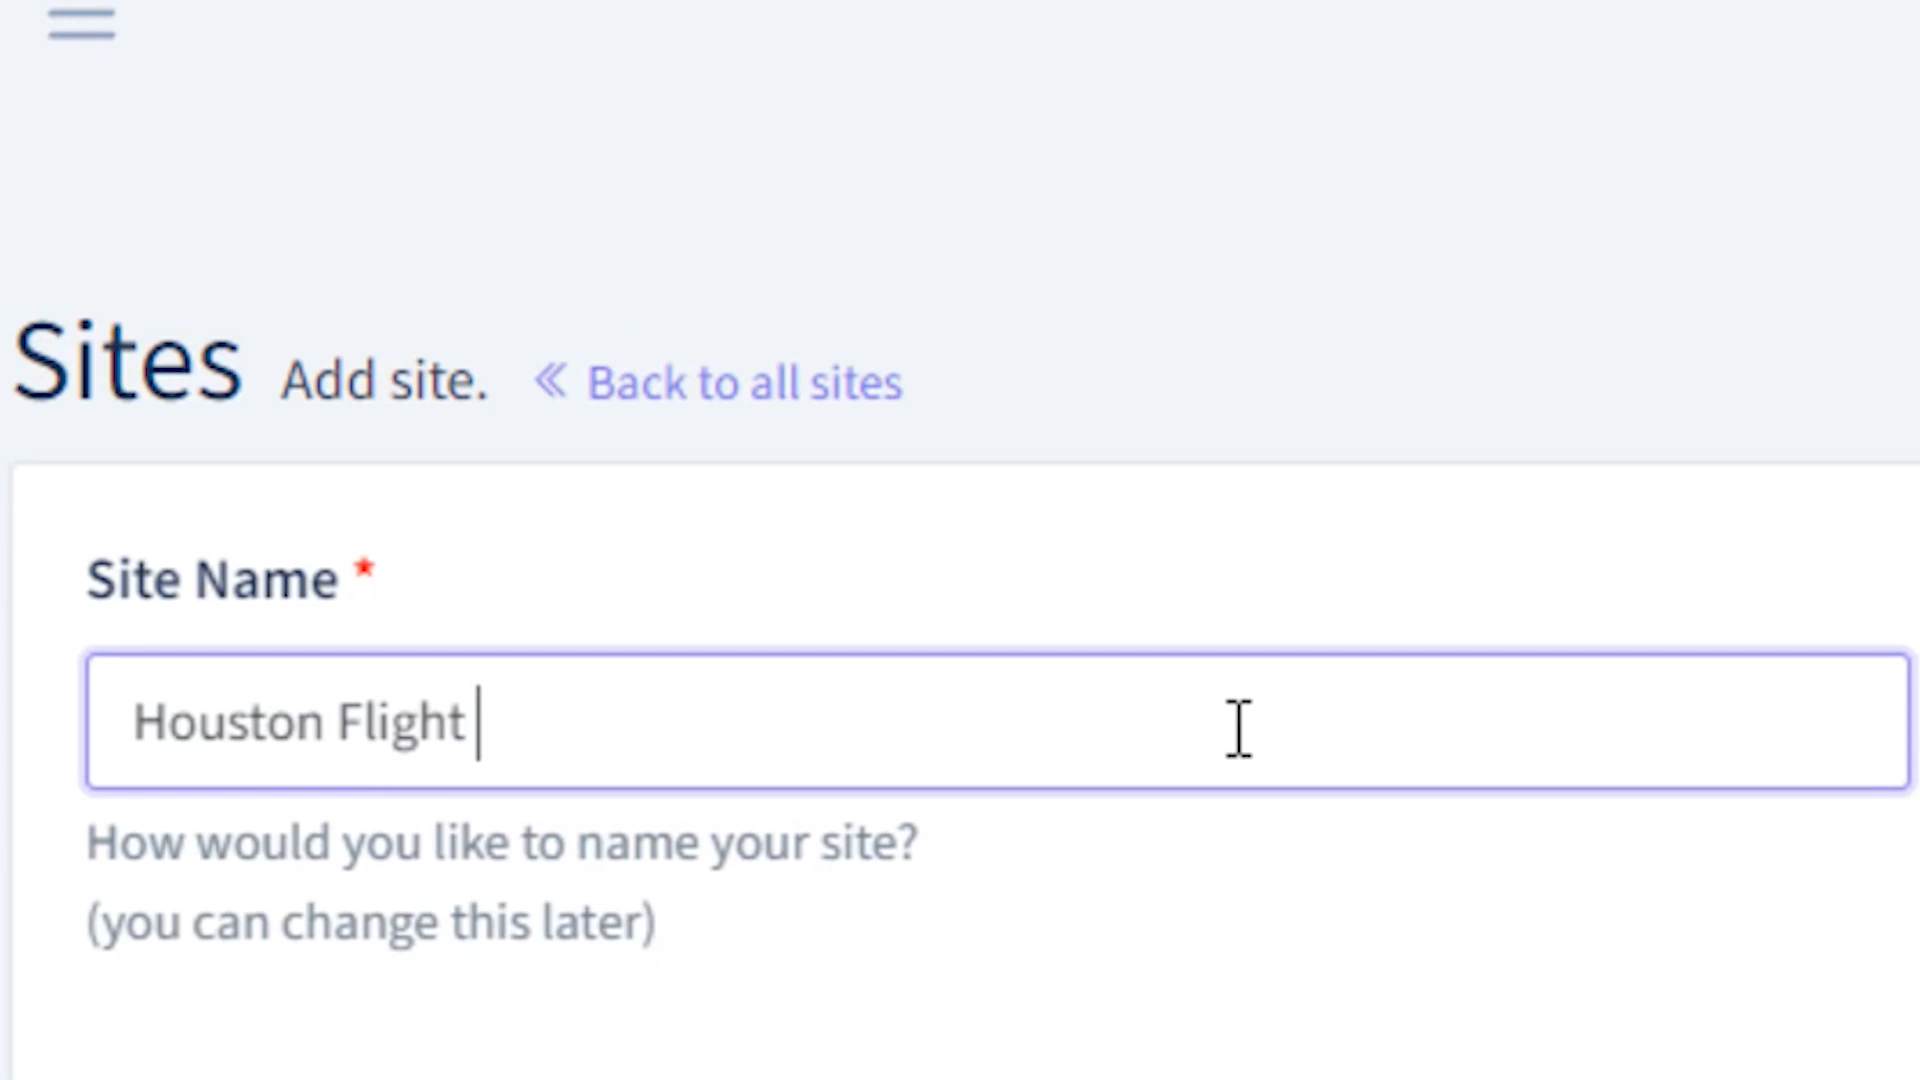 Sites Add site. « Back to all sites
Site Name *
Houston Flight
How would you like to name your site?
(you can change this later)